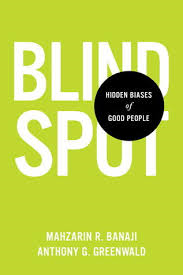 BLIND
HIDDEN BIASES
of
GOOD PEOPLE
SPOT
MAHZARIN R. BANAJI
ANTHONY G. GREENWALD